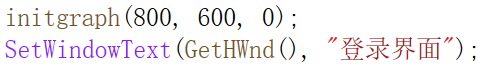 initgraph(800, 600, 0);
SetWindowText(GetHWnd(), "登录界面");